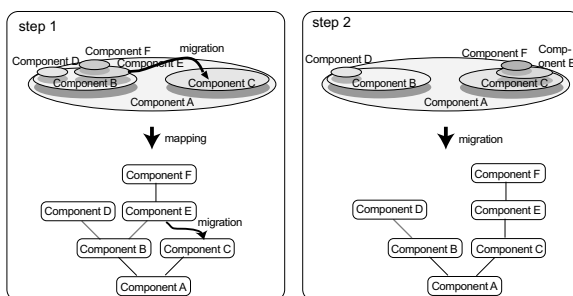 step 1
Component F
migration
Component D
Component E
Component B
Component C
Component A
mapping
Component F
Component D
Component E
migration
Component B
Component C
Component A
step 2
Component D
Component F
Comp-
onent E
Component B
Component C
Component A
migration
Component F
Component D
Component E
Component B
Component C
Component A